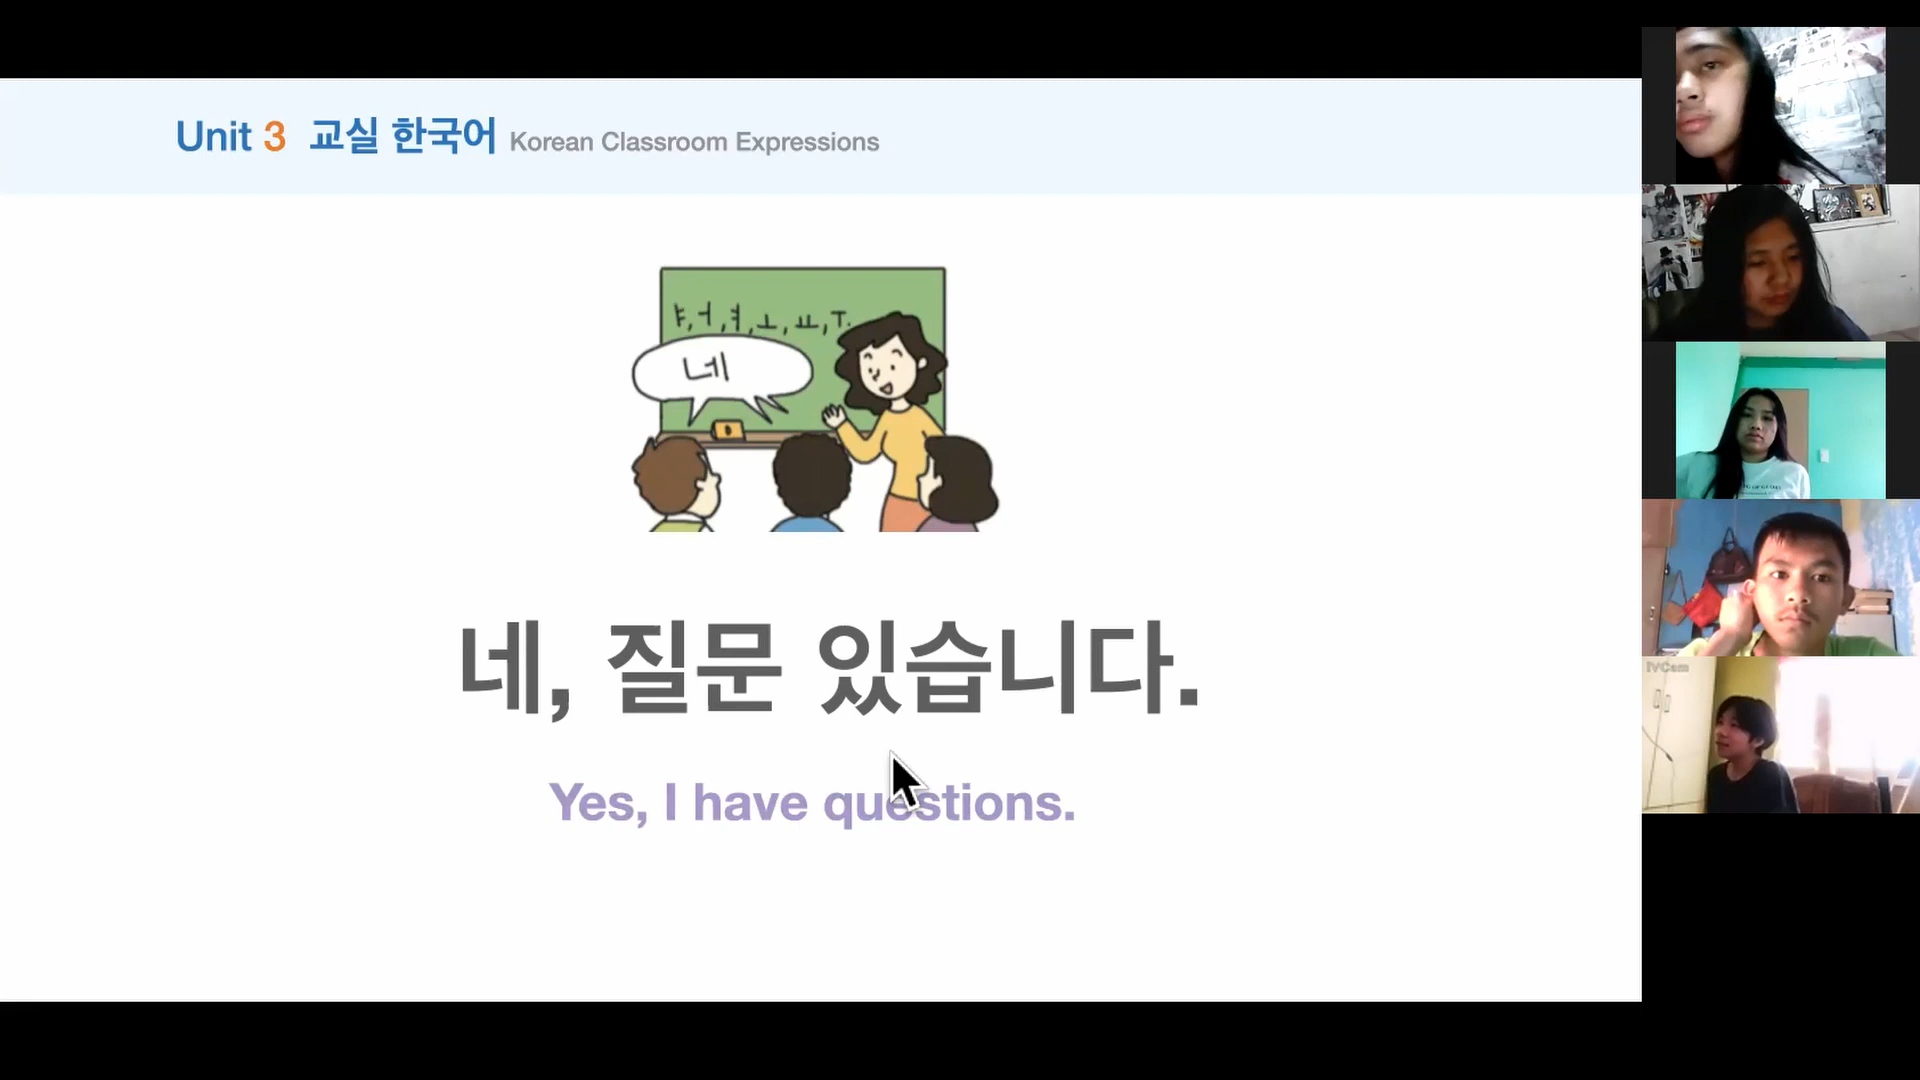 Unit 3 교실 한국어 Korean Classroom Expressions
ㅑ,ㅓ,ㅕ,ㅗ,ㅛ,ㅜ.
네
네, 질문 있습니다.
Yes, I have questions.
iVCam